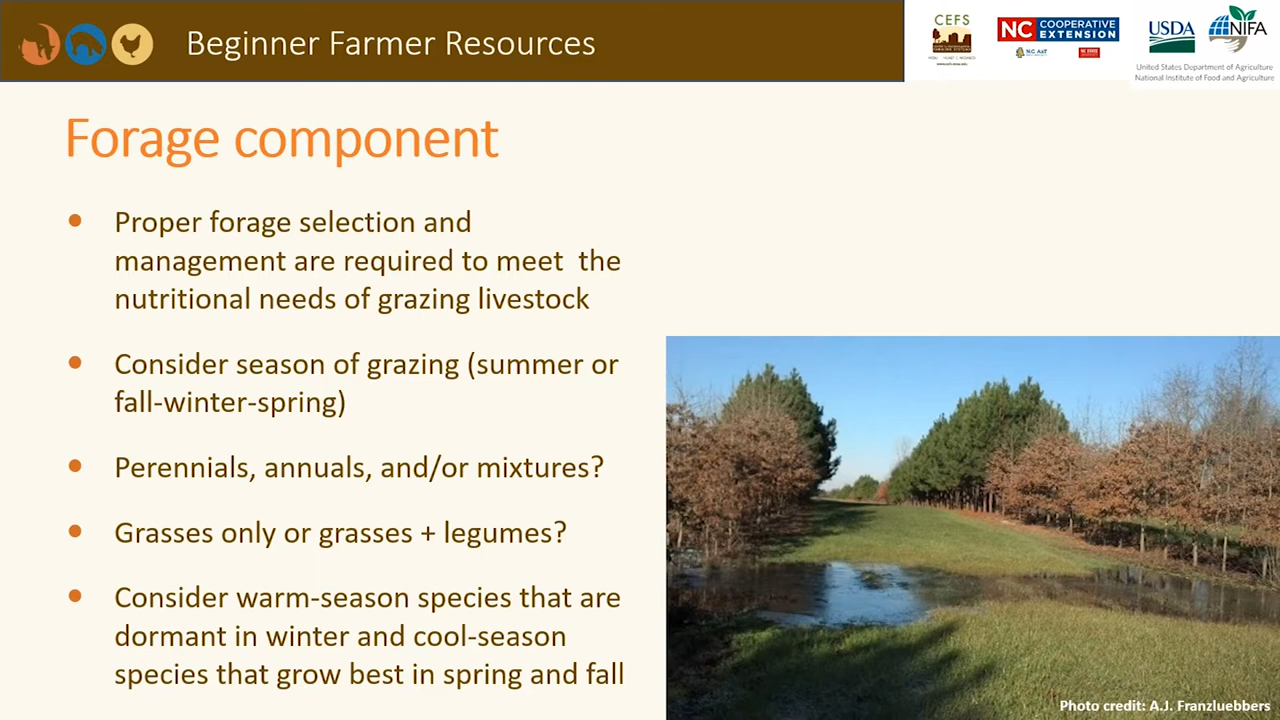 Beginner Farmer Resources
CEFS
www.cefs.ncsu.edu
NC COOPERATIVE
EXTENSION
N.C. A&T
NC STATE
USDA
NIFA
United States Department of Agriculture
National Institute of Food and Agriculture
Forage component
• Proper forage selection and
management are required to meet the
nutritional needs of grazing livestock
• Consider season of grazing (summer or
fall-winter-spring)
• Perennials, annuals, and/or mixtures?
• Grasses only or grasses + legumes?
• Consider warm-season species that are
dormant in winter and cool-season
species that grow best in spring and fall
Photo credit: A.J. Franzluebbers